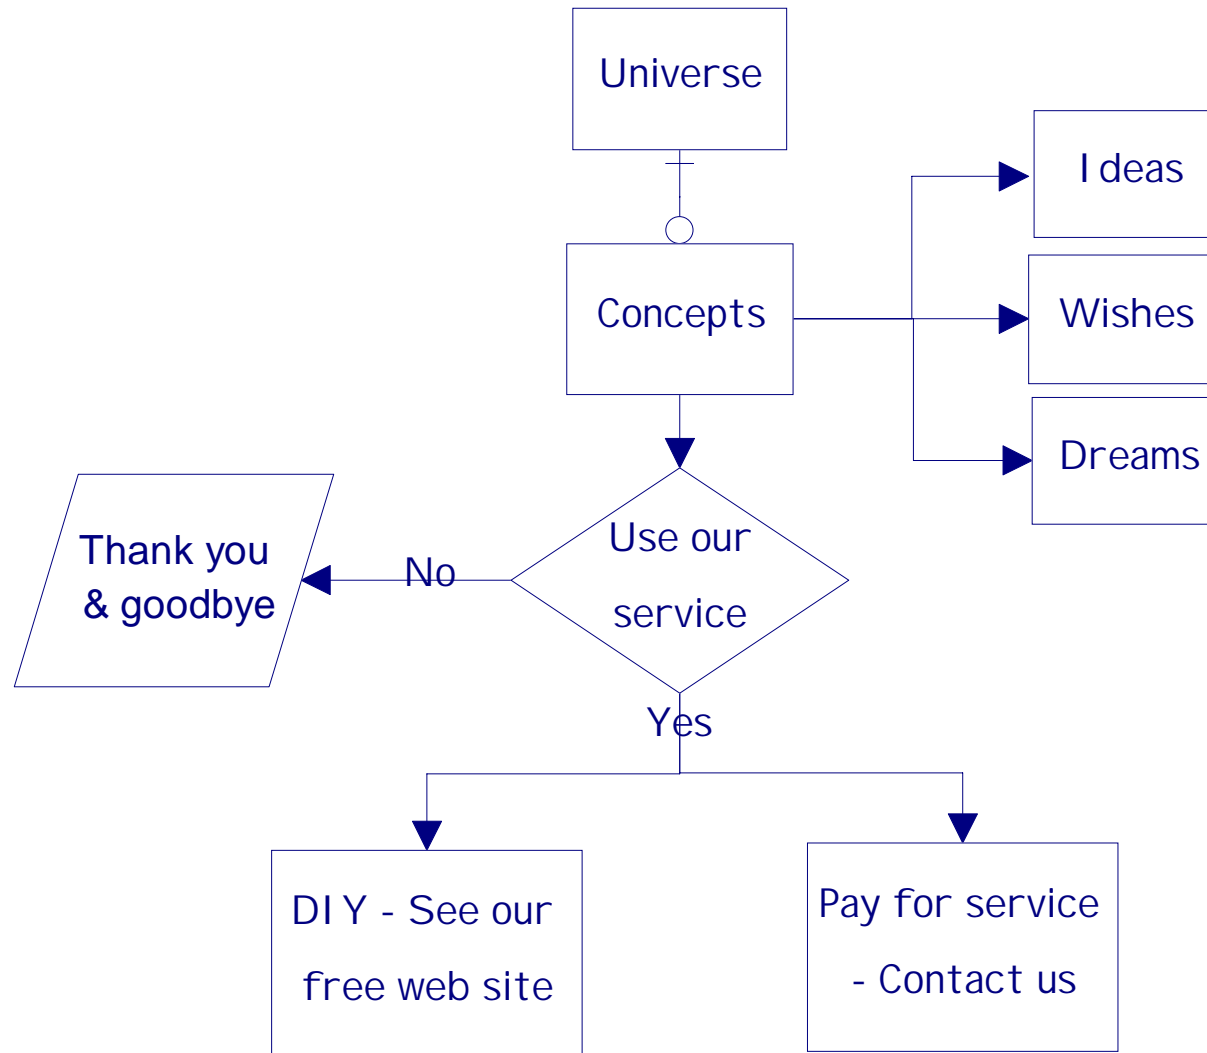 Universe
Ideas
Concepts
Wishes
Dreams
Use our
service
Thank you
& goodbye
No
Yes
DIY - See our
free web site
Pay for service
- Contact us